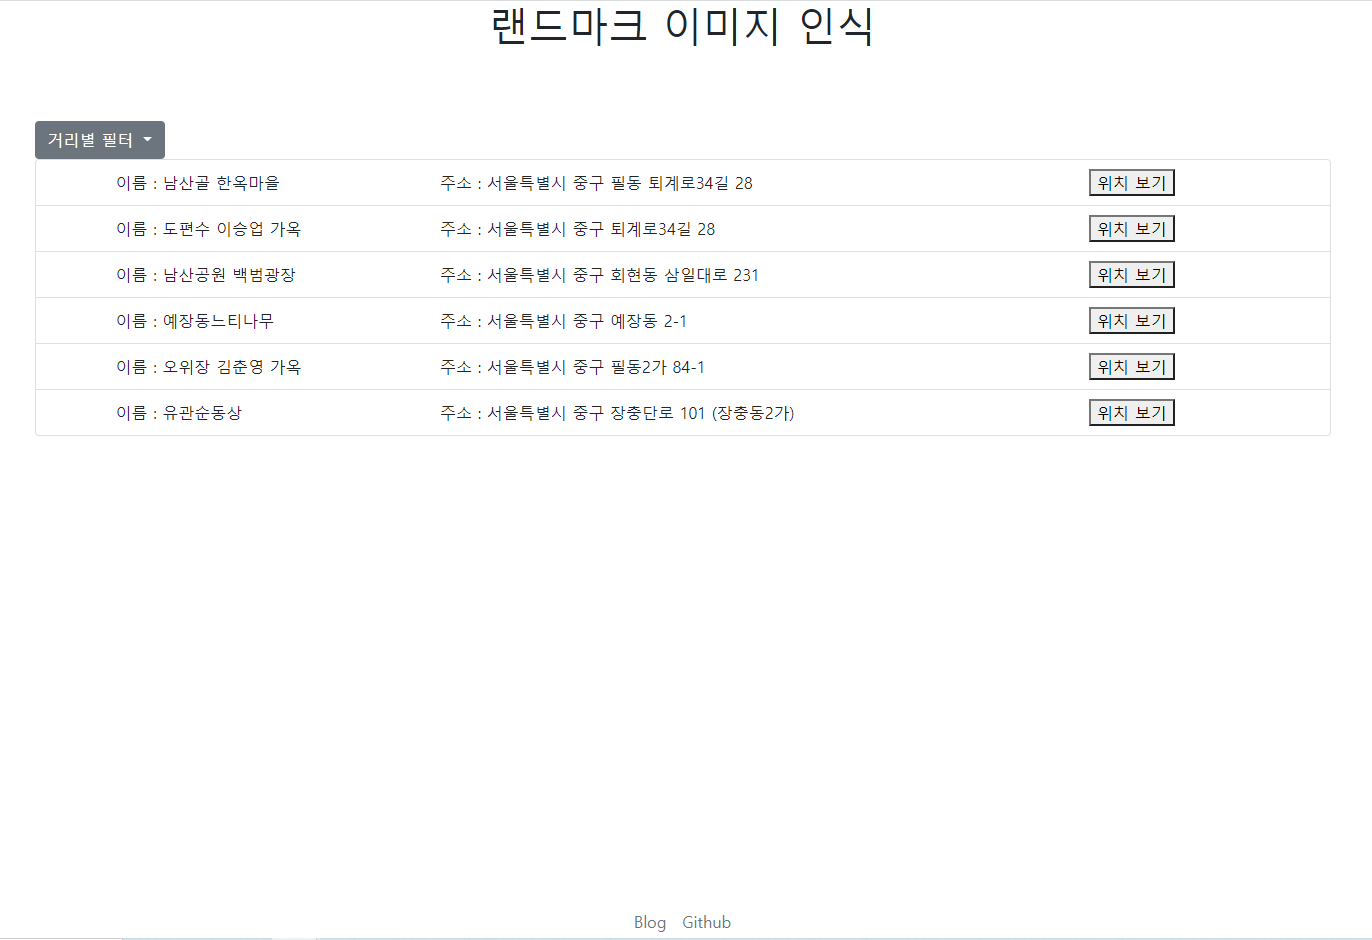 랜드마크 이미지 인식
거리별 필터
이름 : 남산골 한옥마을 주소 : 서울특별시 중구 필동 퇴계로34길 28 위치 보기
이름 : 도편수 이승업 가옥 주소 : 서울특별시 중구 퇴계로34길 28 위치 보기
이름 : 남산공원 백범광장 주소 : 서울특별시 중구 회현동 삼일대로 231 위치 보기
이름 : 예장동느티나무 주소 : 서울특별시 중구 예장동 2-1 위치 보기
이름 : 오위장 김춘영 가옥 주소 : 서울특별시 중구 필동2가 84-1 위치 보기
이름 : 유관순동상 주소 : 서울특별시 중구 장충단로 101 (장충동2가) 위치 보기
Blog Github